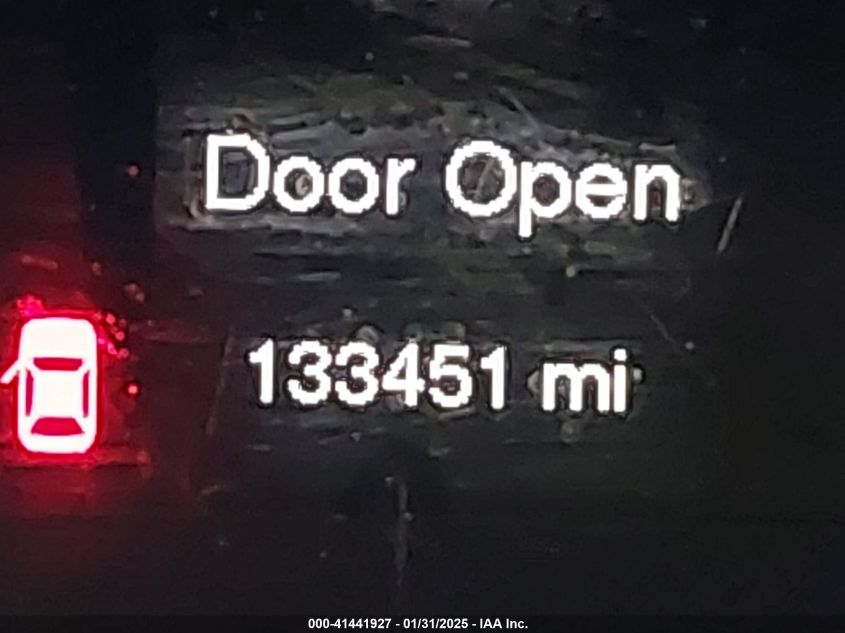 Door Open
133451 mi
000-41441927 - 01/31/2025 - IAA Inc.